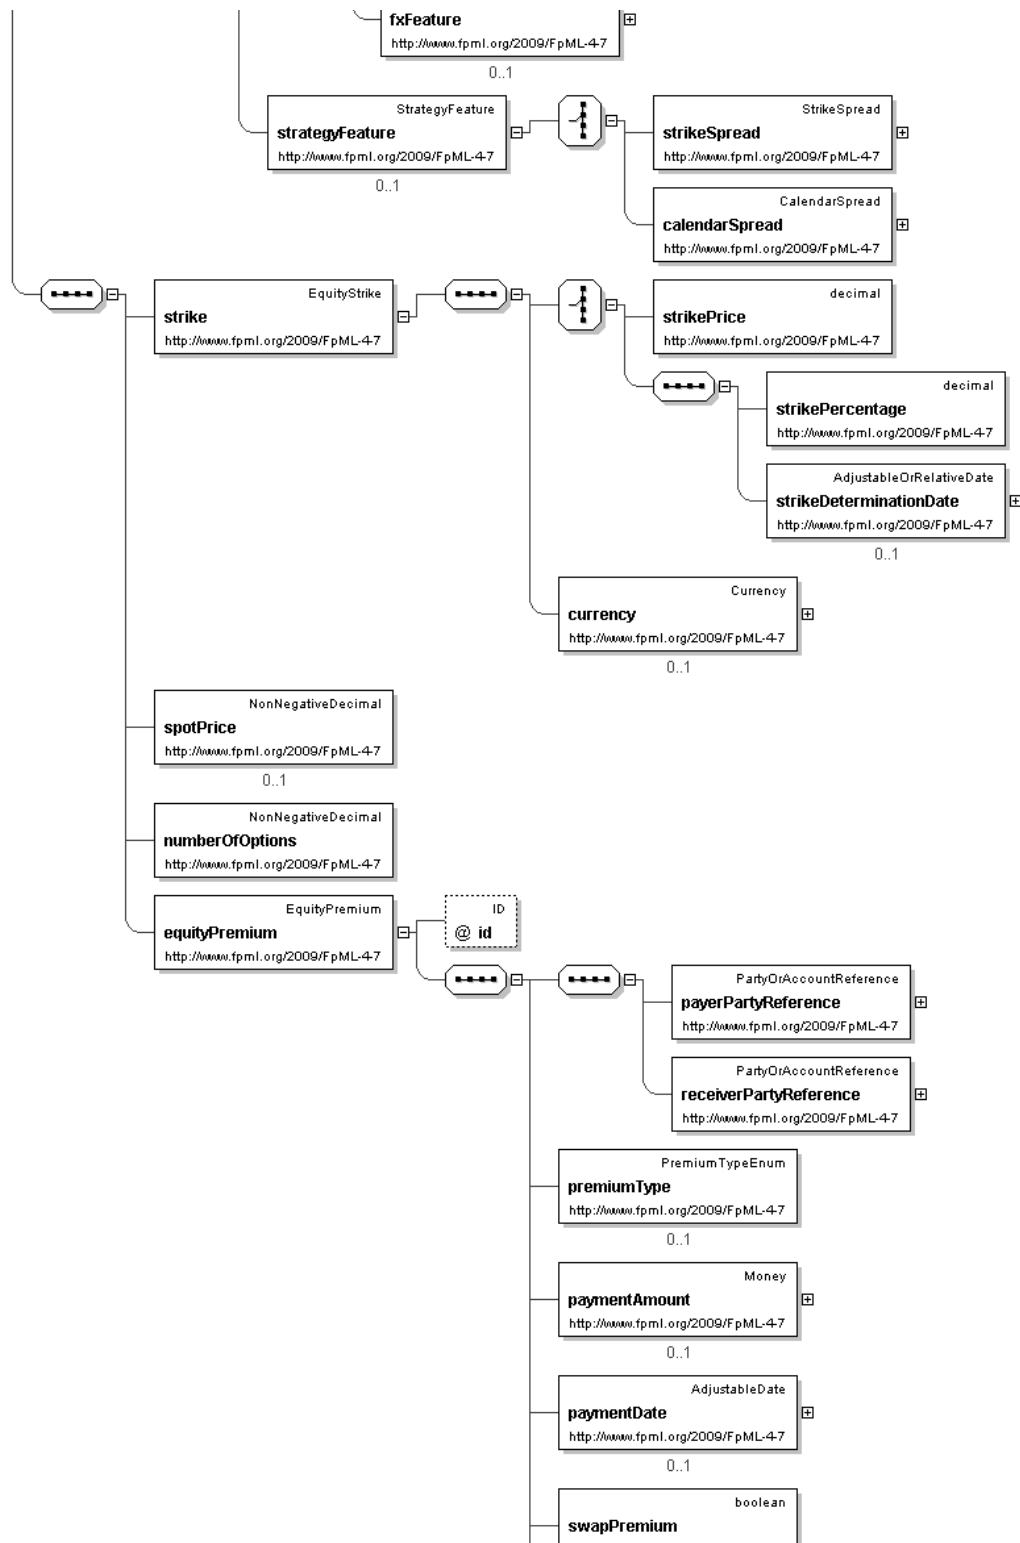 fxFeature
http://www.fpml.org/2009/FpML-4-7
0..1
StrategyFeature
strategyFeature
http://www.fpml.org/2009/FpML-4-7
0..1
StrikeSpread
strikeSpread
http://www.fpml.org/2009/FpML-4-7
CalendarSpread
calendarSpread
http://www.fpml.org/2009/FpML-4-7
EquityStrike
strike
http://www.fpml.org/2009/FpML-4-7
decimal
strikePrice
http://www.fpml.org/2009/FpML-4-7
decimal
strikePercentage
http://www.fpml.org/2009/FpML-4-7
AdjustableOrRelativeDate
strikeDeterminationDate
http://www.fpml.org/2009/FpML-4-7
0..1
Currency
currency
http://www.fpml.org/2009/FpML-4-7
0..1
NonNegativeDecimal
spotPrice
http://www.fpml.org/2009/FpML-4-7
0..1
NonNegativeDecimal
numberOfOptions
http://www.fpml.org/2009/FpML-4-7
EquityPremium
equityPremium
http://www.fpml.org/2009/FpML-4-7
ID
@ id
PartyOrAccountReference
payerPartyReference
http://www.fpml.org/2009/FpML-4-7
PartyOrAccountReference
receiverPartyReference
http://www.fpml.org/2009/FpML-4-7
PremiumTypeEnum
premiumType
http://www.fpml.org/2009/FpML-4-7
0..1
Money
paymentAmount
http://www.fpml.org/2009/FpML-4-7
0..1
AdjustableDate
paymentDate
http://www.fpml.org/2009/FpML-4-7
0..1
boolean
swapPremium